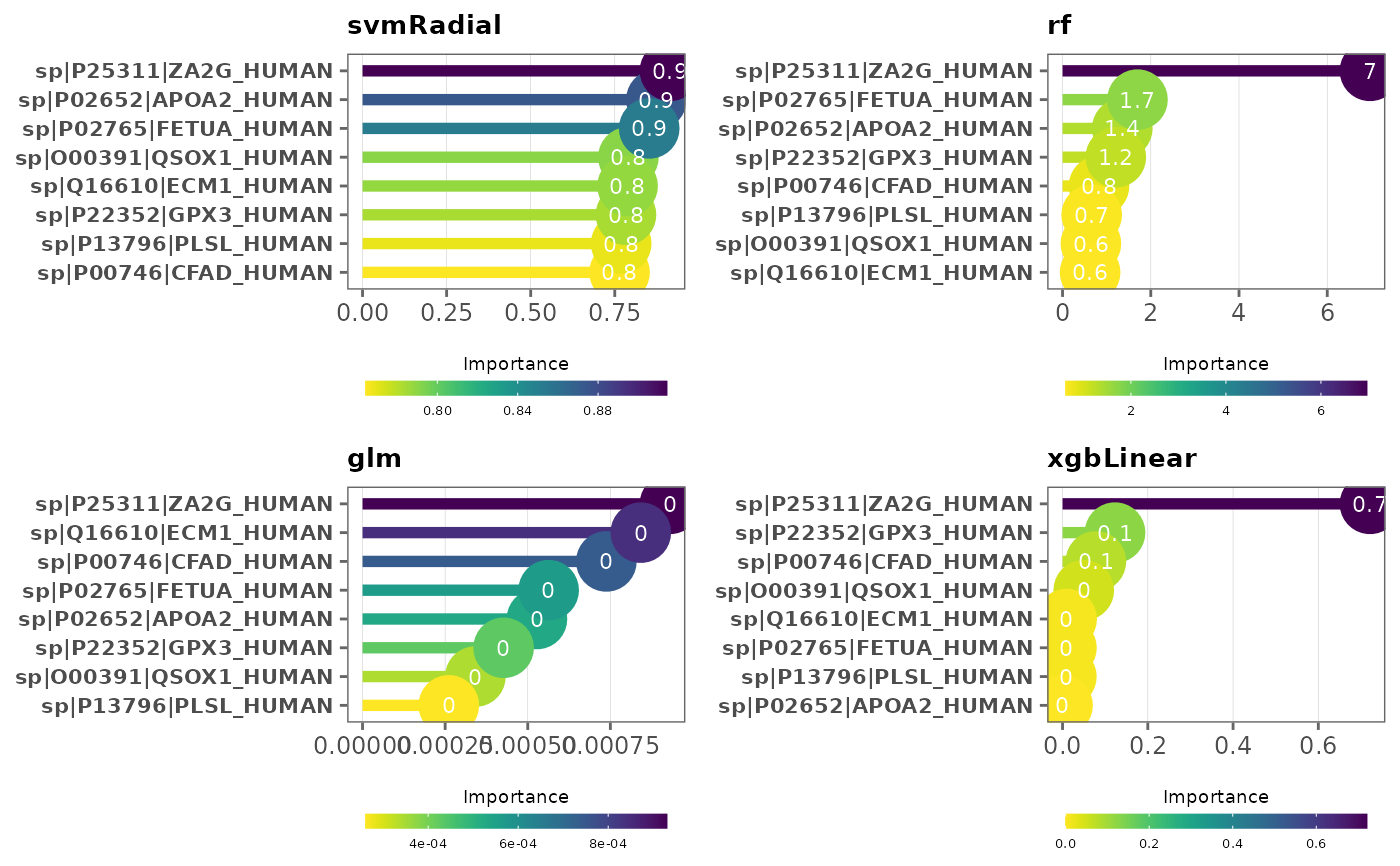 svmRadial
sp|P25311|ZA2G_HUMAN 0.9
sp|P02652|APOA2_HUMAN 0.9
sp|P02765|FETUA_HUMAN 0.9
sp|O00391|QSOX1_HUMAN 0.8
sp|Q16610|ECM1_HUMAN 0.8
sp|P22352|GPX3_HUMAN 0.8
sp|P13796|PLSL_HUMAN 0.8
sp|P00746|CFAD_HUMAN 0.8
0.00 0.25 0.50 0.75
Importance
0.80 0.84 0.88
rf
sp|P25311|ZA2G_HUMAN 7
sp|P02765|FETUA_HUMAN 1.7
sp|P02652|APOA2_HUMAN 1.4
sp|P22352|GPX3_HUMAN 1.2
sp|P00746|CFAD_HUMAN 0.8
sp|P13796|PLSL_HUMAN 0.7
sp|O00391|QSOX1_HUMAN 0.6
sp|Q16610|ECM1_HUMAN 0.6
0 2 4 6
Importance
2 4 6
glm
sp|P25311|ZA2G_HUMAN 0
sp|Q16610|ECM1_HUMAN 0
sp|P00746|CFAD_HUMAN 0
sp|P02765|FETUA_HUMAN 0
sp|P02652|APOA2_HUMAN 0
sp|P22352|GPX3_HUMAN 0
sp|O00391|QSOX1_HUMAN 0
sp|P13796|PLSL_HUMAN 0
0.00000 0.00025 0.00050 0.00075
Importance
4e-04 6e-04 8e-04
xgbLinear
sp|P25311|ZA2G_HUMAN 0.7
sp|P22352|GPX3_HUMAN 0.1
sp|P00746|CFAD_HUMAN 0.1
sp|O00391|QSOX1_HUMAN 0
sp|Q16610|ECM1_HUMAN 0
sp|P02765|FETUA_HUMAN 0
sp|P13796|PLSL_HUMAN 0
sp|P02652|APOA2_HUMAN 0
0.0 0.2 0.4 0.6
Importance
0.0 0.2 0.4 0.6